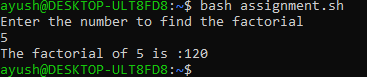 ayush@DESKTOP-ULT8FD8:~$ bash assignment.sh
Enter the number to find the factorial
5
The factorial of 5 is :120
ayush@DESKTOP-ULT8FD8:~$